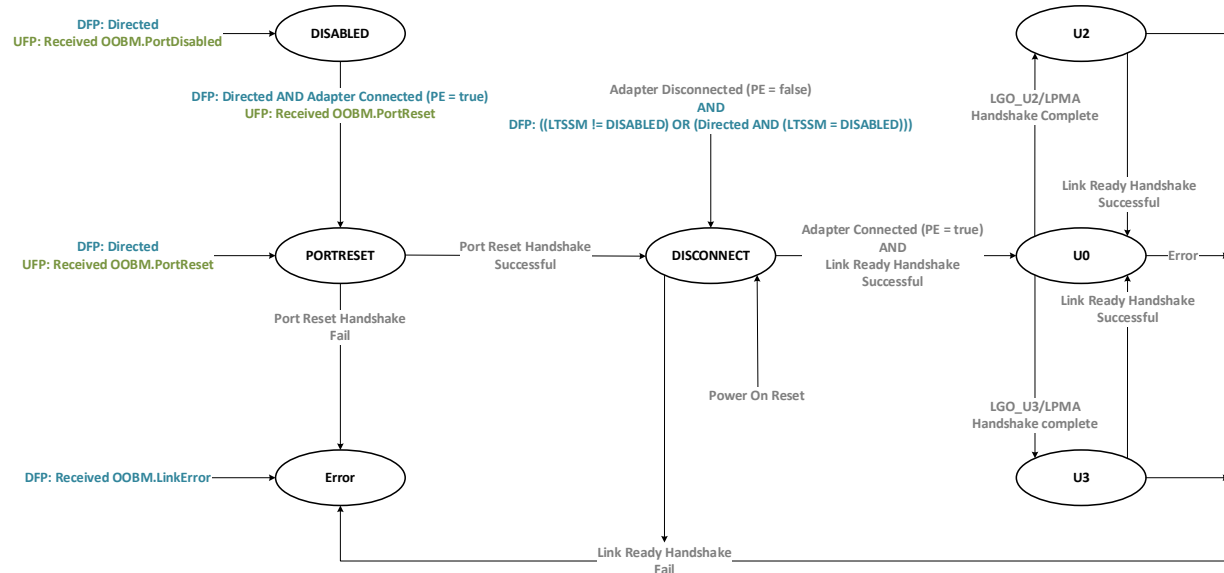 DFP: Directed
UFP: Received OOBM.PortDisabled
DISABLED
U2
DFP: Directed AND Adapter Connected (PE = true)
UFP: Received OOBM.PortReset
Adapter Disconnected (PE = false)
AND
DFP: ((LTSSM != DISABLED) OR (Directed AND (LTSSM = DISABLED)))
LGO_U2/LPMA
Handshake Complete
Link Ready Handshake
Successful
DFP: Directed
UFP: Received OOBM.PortReset
PORTRESET
Port Reset Handshake
Successful
DISCONNECT
Adapter Connected (PE = true)
AND
Link Ready Handshake
Successful
U0
Error
Link Ready Handshake
Successful
Port Reset Handshake
Fail
Power On Reset
LGO_U3/LPMA
Handshake complete
DFP: Received OOBM.LinkError
Error
U3
Link Ready Handshake
Fail